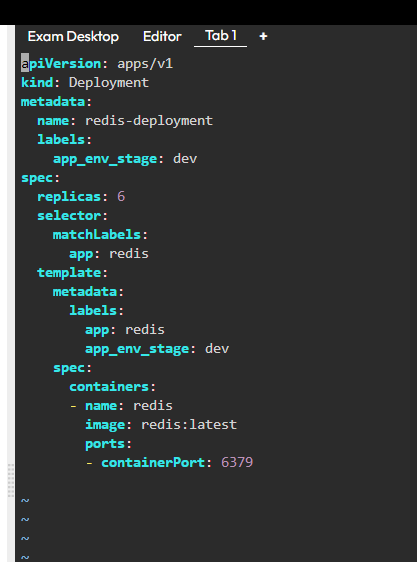 Exam Desktop Editor Tab 1 +
apiVersion: apps/v1
kind: Deployment
metadata:
  name: redis-deployment
  labels:
    app_env_stage: dev
spec:
  replicas: 6
  selector:
    matchLabels:
      app: redis
  template:
    metadata:
      labels:
        app: redis
        app_env_stage: dev
    spec:
      containers:
      - name: redis
        image: redis:latest
        ports:
        - containerPort: 6379
~
~
~
~